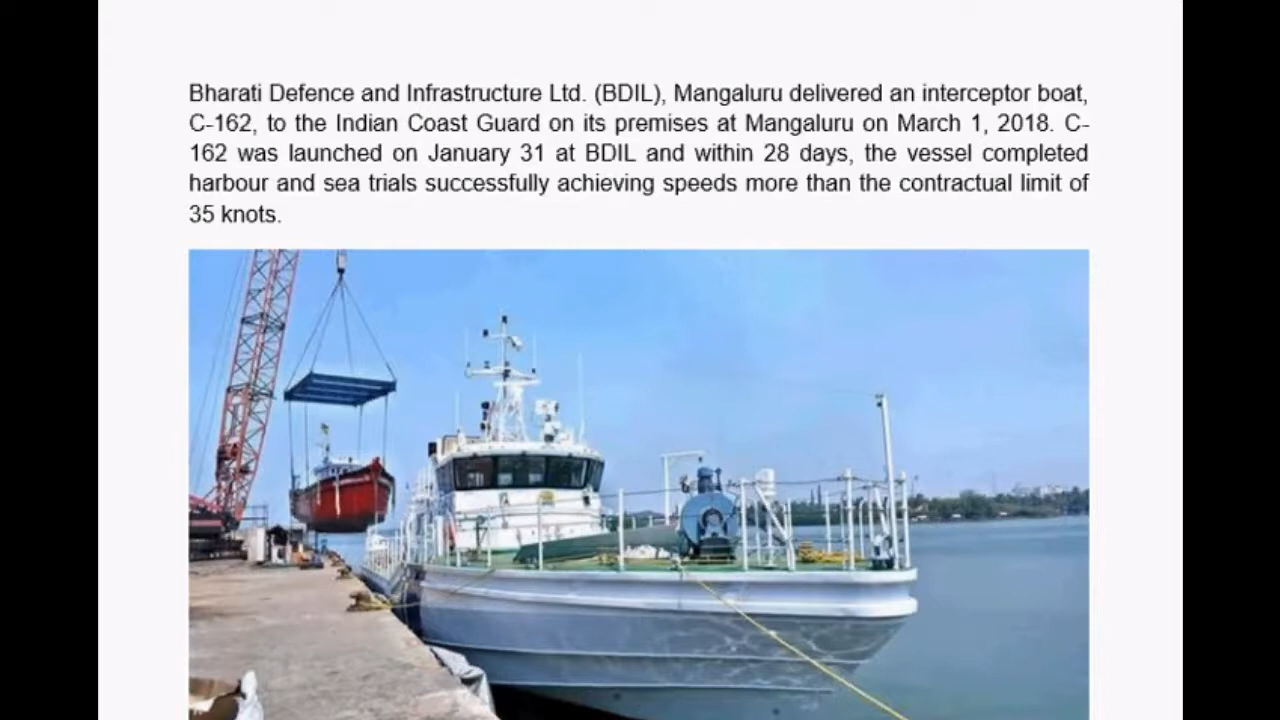 Bharati Defence and Infrastructure Ltd. (BDIL), Mangaluru delivered an interceptor boat,
C-162, to the Indian Coast Guard on its premises at Mangaluru on March 1, 2018. C-
162 was launched on January 31 at BDIL and within 28 days, the vessel completed
harbour and sea trials successfully achieving speeds more than the contractual limit of
35 knots.